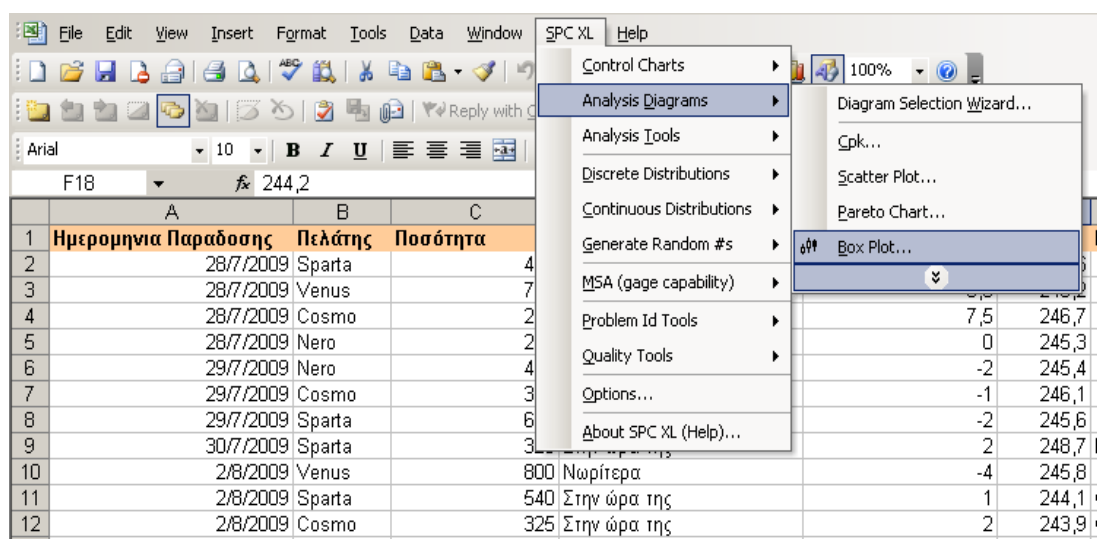 File Edit View Insert Format Tools Data Window SPC XL Help
Control Charts
100%
Analysis Diagrams
Diagram Selection Wizard...
Reply with
Analysis Tools
Cpk...
Arial 10 B I U
Discrete Distributions
Scatter Plot...
F18 fx 244,2
Continuous Distributions
Pareto Chart...
A B C
Generate Random #s
Box Plot...
1 Ημερομηνια Παραδοσης Πελάτης Ποσότητα
2 28/7/2009 Sparta 4
MSA (gage capability)
3 28/7/2009 Venus 7
4 28/7/2009 Cosmo 2 7,5 246,7
Problem Id Tools
5 28/7/2009 Nero 2 0 245,3
Quality Tools
6 29/7/2009 Nero 4 -2 245,4
Options...
7 29/7/2009 Cosmo 3 -1 246,1
8 29/7/2009 Sparta 6 -2 245,6
About SPC XL (Help)...
9 30/7/2009 Sparta 2 248,7
10 2/8/2009 Venus 800 Νωρίτερα -4 245,8
11 2/8/2009 Sparta 540 Στην ώρα της 1 244,1
12 2/8/2009 Cosmo 325 Στην ώρα της 2 243,9